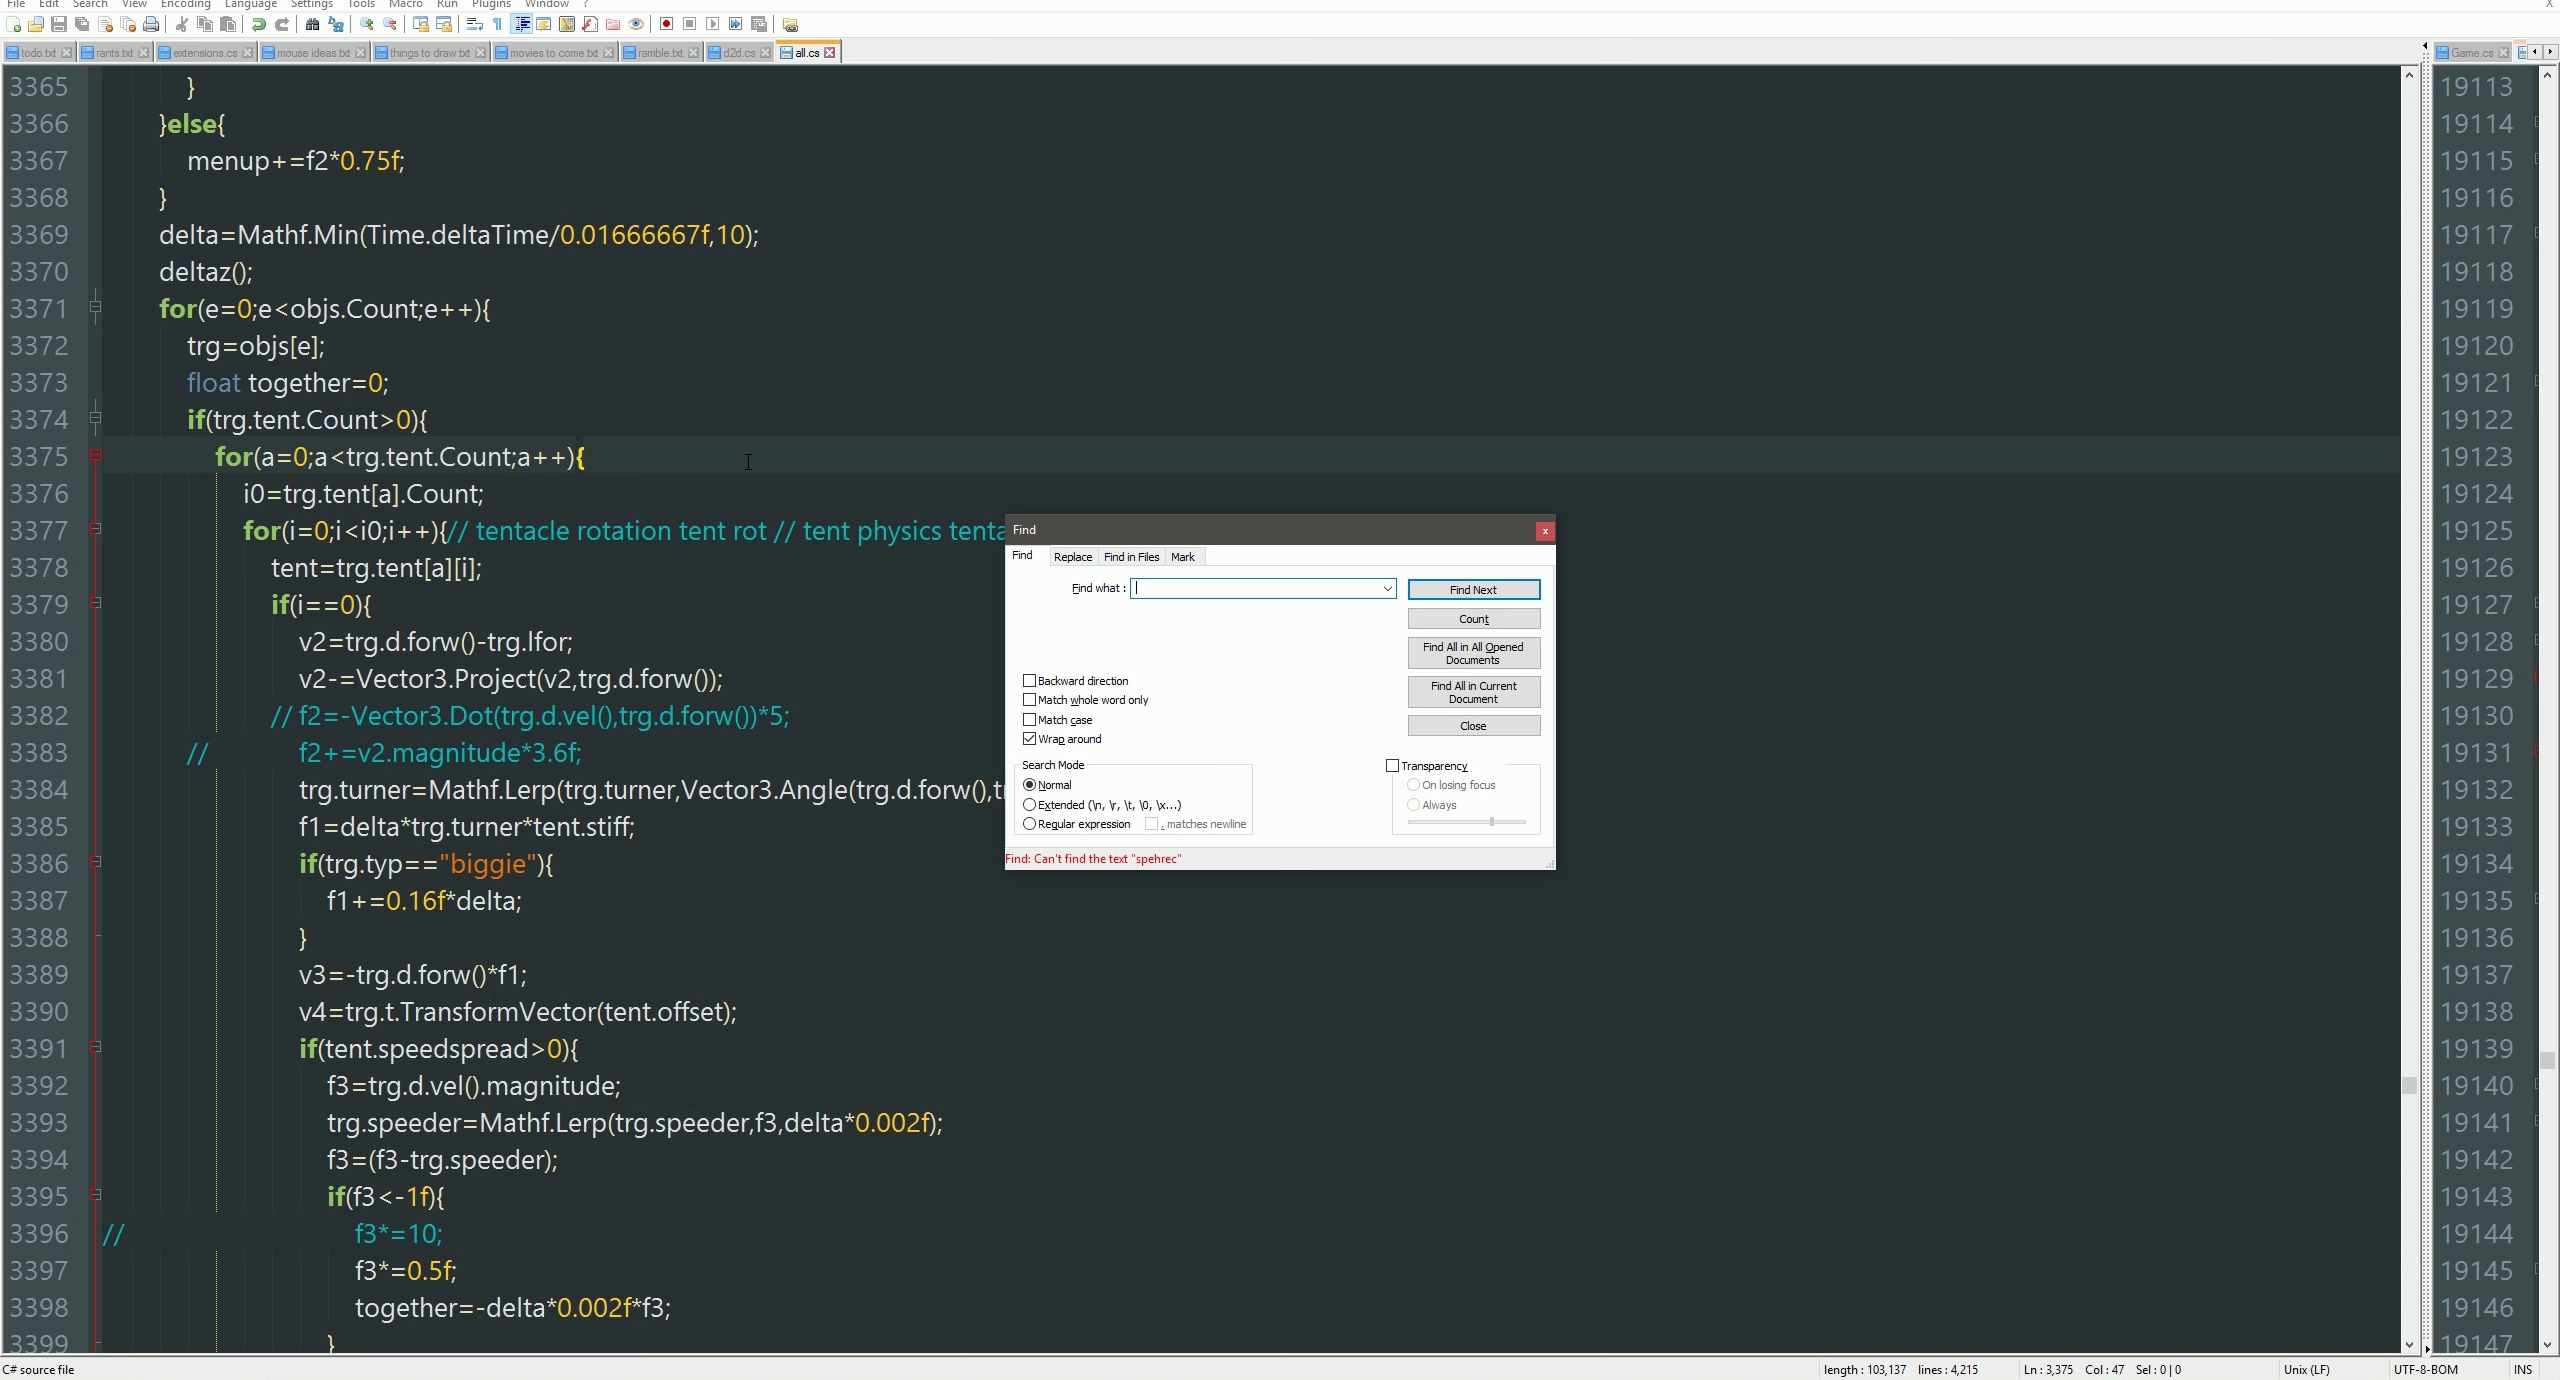 File Edit Search View Encoding Language Settings Tools Macro Run Plugins Window ? X
todo.txt rants.txt extensions.cs mouse ideas.txt things to draw.txt movies to come.txt ramble.txt d2d.cs all.cs Game.cs
3365 }
3366 }else{
3367 menup+=f2*0.75f;
3368 }
3369 delta=Mathf.Min(Time.deltaTime/0.01666667f,10);
3370 deltaz();
3371 for(e=0;e<objs.Count;e++){
3372 trg=objs[e];
3373 float together=0;
3374 if(trg.tent.Count>0){
3375 for(a=0;a<trg.tent.Count;a++){
3376 i0=trg.tent[a].Count;
3377 for(i=0;i<i0;i++){// tentacle rotation tent rot // tent physics tenta
3378 tent=trg.tent[a][i];
3379 if(i==0){
3380 v2=trg.d.forw()-trg.lfor;
3381 v2-=Vector3.Project(v2,trg.d.forw());
3382 // f2=-Vector3.Dot(trg.d.vel(),trg.d.forw())*5;
3383 // f2+=v2.magnitude*3.6f;
3384 trg.turner=Mathf.Lerp(trg.turner,Vector3.Angle(trg.d.forw(),tr
3385 f1=delta*trg.turner*tent.stiff;
3386 if(trg.typ=="biggie"){
3387 f1+=0.16f*delta;
3388 }
3389 v3=-trg.d.forw()*f1;
3390 v4=trg.t.TransformVector(tent.offset);
3391 if(tent.speedspread>0){
3392 f3=trg.d.vel().magnitude;
3393 trg.speeder=Mathf.Lerp(trg.speeder,f3,delta*0.002f);
3394 f3=(f3-trg.speeder);
3395 if(f3<-1f){
3396 // f3*=10;
3397 f3*=0.5f;
3398 together=-delta*0.002f*f3;
3399 }
Find x
Find Replace Find in Files Mark
Find what :
Find Next
Count
Find All in All Opened
Documents
Find All in Current
Document
Close
Backward direction
Match whole word only
Match case
Wrap around
Search Mode
Normal
Extended (\n, \r, \t, \0, \x...)
Regular expression . matches newline
Transparency
On losing focus
Always
Find: Can't find the text "spehrec"
19113
19114
19115
19116
19117
19118
19119
19120
19121
19122
19123
19124
19125
19126
19127
19128
19129
19130
19131
19132
19133
19134
19135
19136
19137
19138
19139
19140
19141
19142
19143
19144
19145
19146
19147
C# source file length : 103,137 lines : 4,215 Ln : 3,375 Col : 47 Sel : 0 | 0 Unix (LF) UTF-8-BOM INS